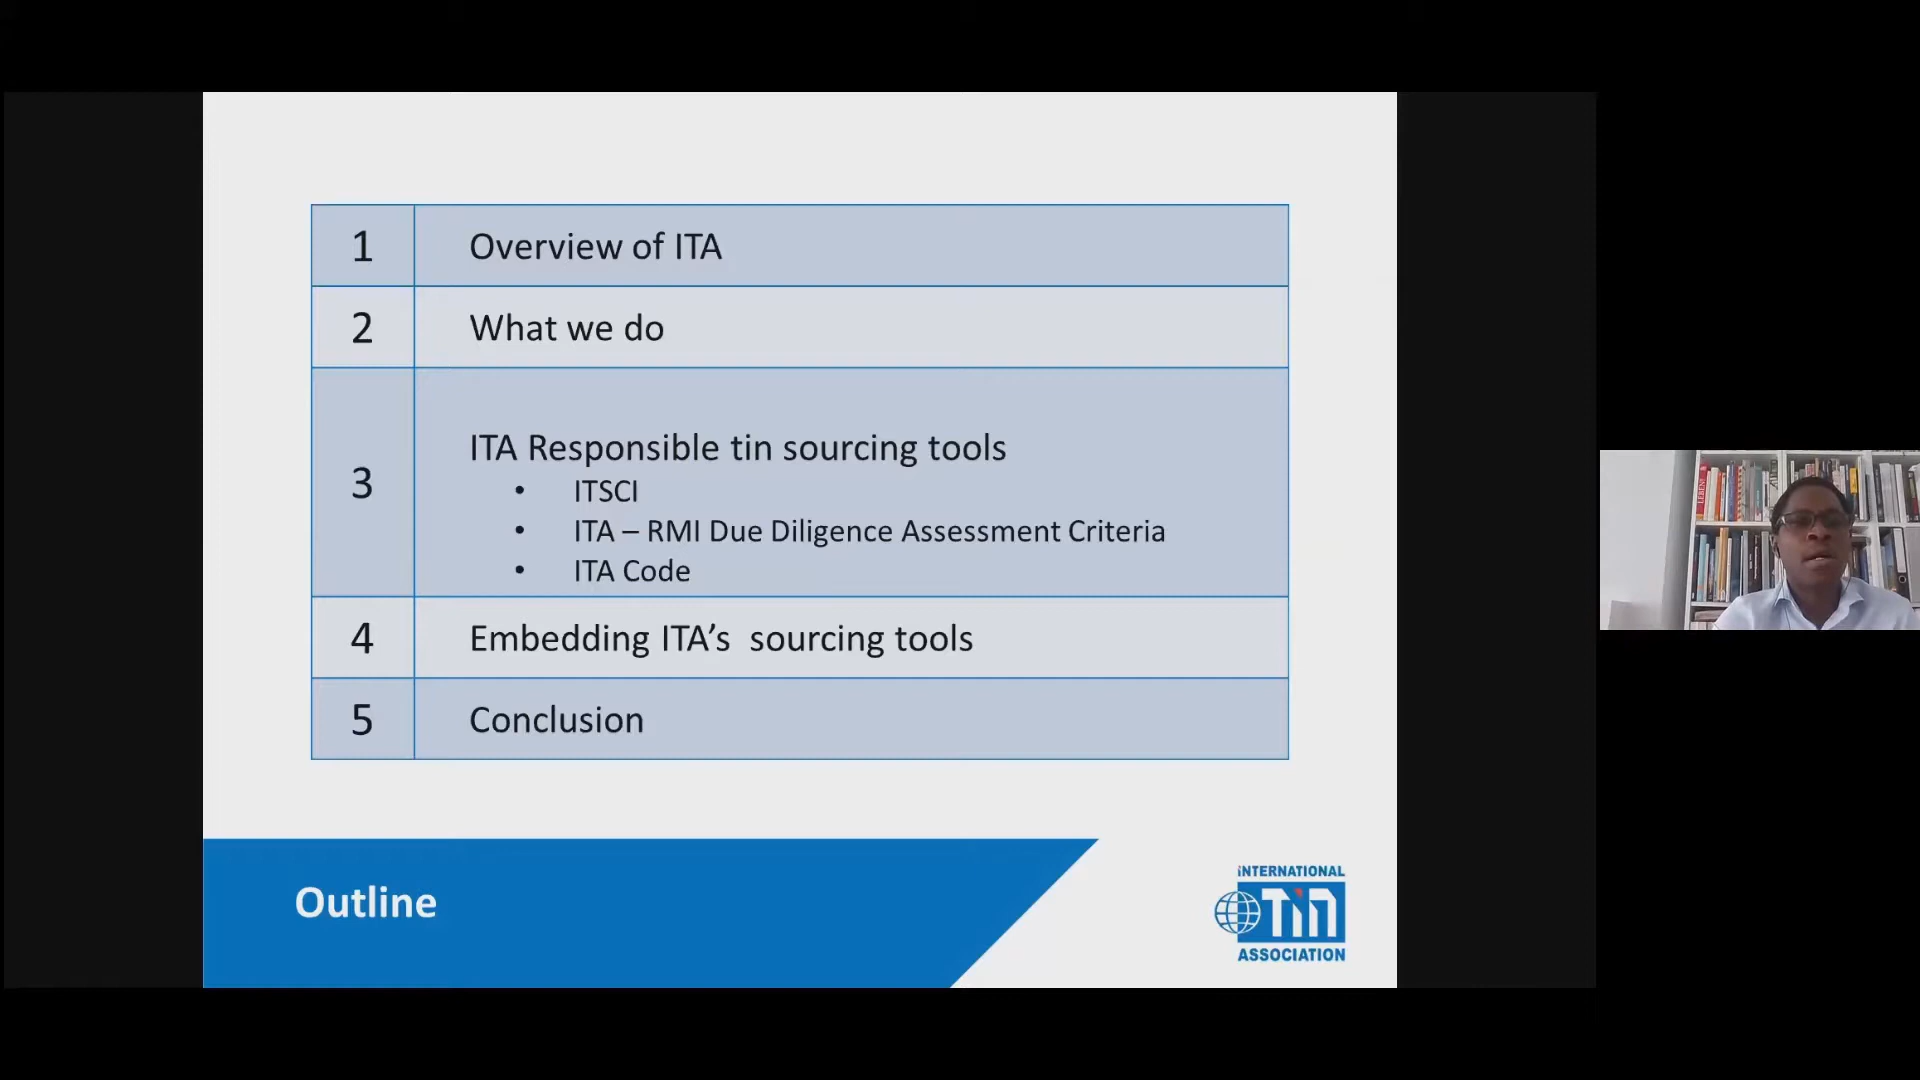 1 Overview of ITA
2 What we do
3 ITA Responsible tin sourcing tools
• ITSCI
• ITA – RMI Due Diligence Assessment Criteria
• ITA Code
4 Embedding ITA’s  sourcing tools
5 Conclusion
Outline
INTERNATIONAL
TiN
ASSOCIATION